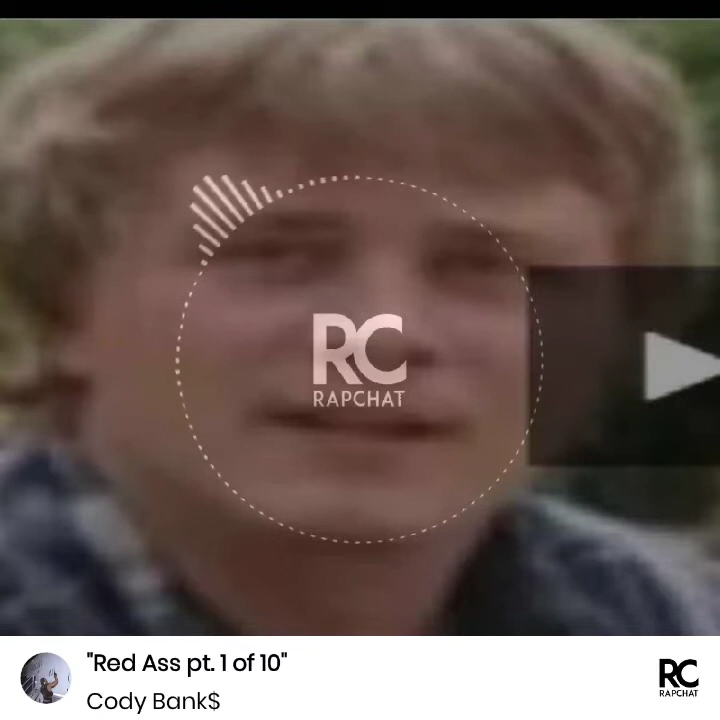 RC
RAPCHAT
"Red Ass pt. 1 of 10"
Cody Bank$
RC
RAPCHAT